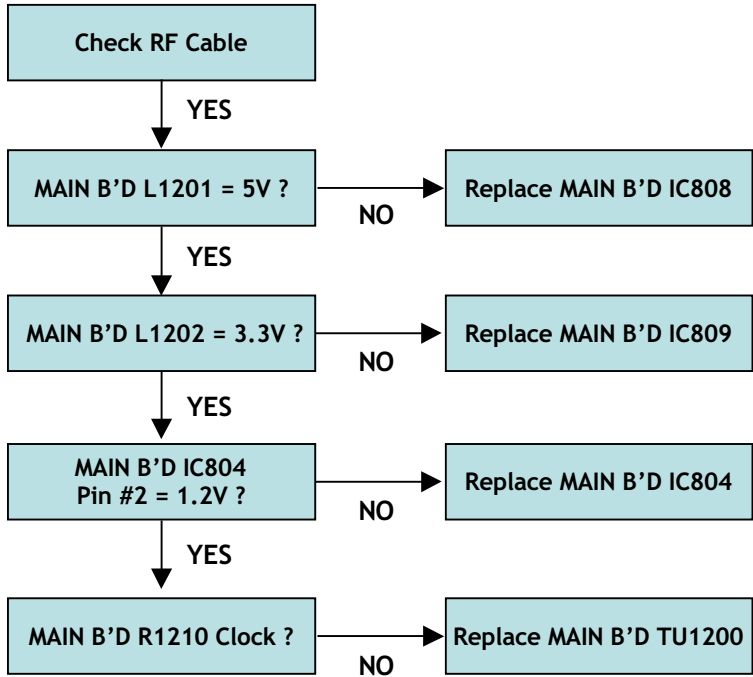 Check RF Cable
YES
MAIN B’D L1201 = 5V ?
NO
Replace MAIN B’D IC808
YES
MAIN B’D L1202 = 3.3V ?
NO
Replace MAIN B’D IC809
YES
MAIN B’D IC804
Pin #2 = 1.2V ?
NO
Replace MAIN B’D IC804
YES
MAIN B’D R1210 Clock ?
NO
Replace MAIN B’D TU1200